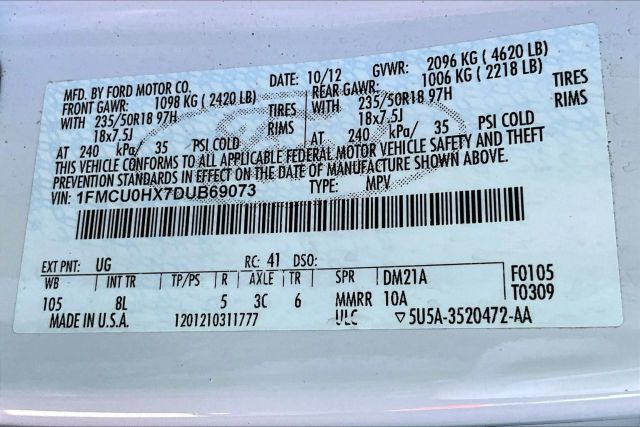 MFD. BY FORD MOTOR CO. DATE: 10/12 GVWR: 2096 KG ( 4620 LB)
FRONT GAWR: 1098 KG ( 2420 LB) REAR GAWR: 1006 KG ( 2218 LB)
WITH 235/50R18 97H TIRES WITH 235/50R18 97H TIRES
18x7.5J RIMS 18x7.5J RIMS
AT 240 kPa/ 35 PSI COLD AT 240 kPa/ 35 PSI COLD
THIS VEHICLE CONFORMS TO ALL APPLICABLE FEDERAL MOTOR VEHICLE SAFETY AND THEFT
PREVENTION STANDARDS IN EFFECT ON THE DATE OF MANUFACTURE SHOWN ABOVE.
VIN: 1FMCU0HX7DUB69073 TYPE: MPV
EXT PNT: UG RC: 41 DSO:
WB INT TR TP/PS R AXLE TR SPR DM21A F0105
105 8L 5 3C 6 MMRR 10A T0309
MADE IN U.S.A. 1201210311777 ULC ▽5U5A-3520472-AA